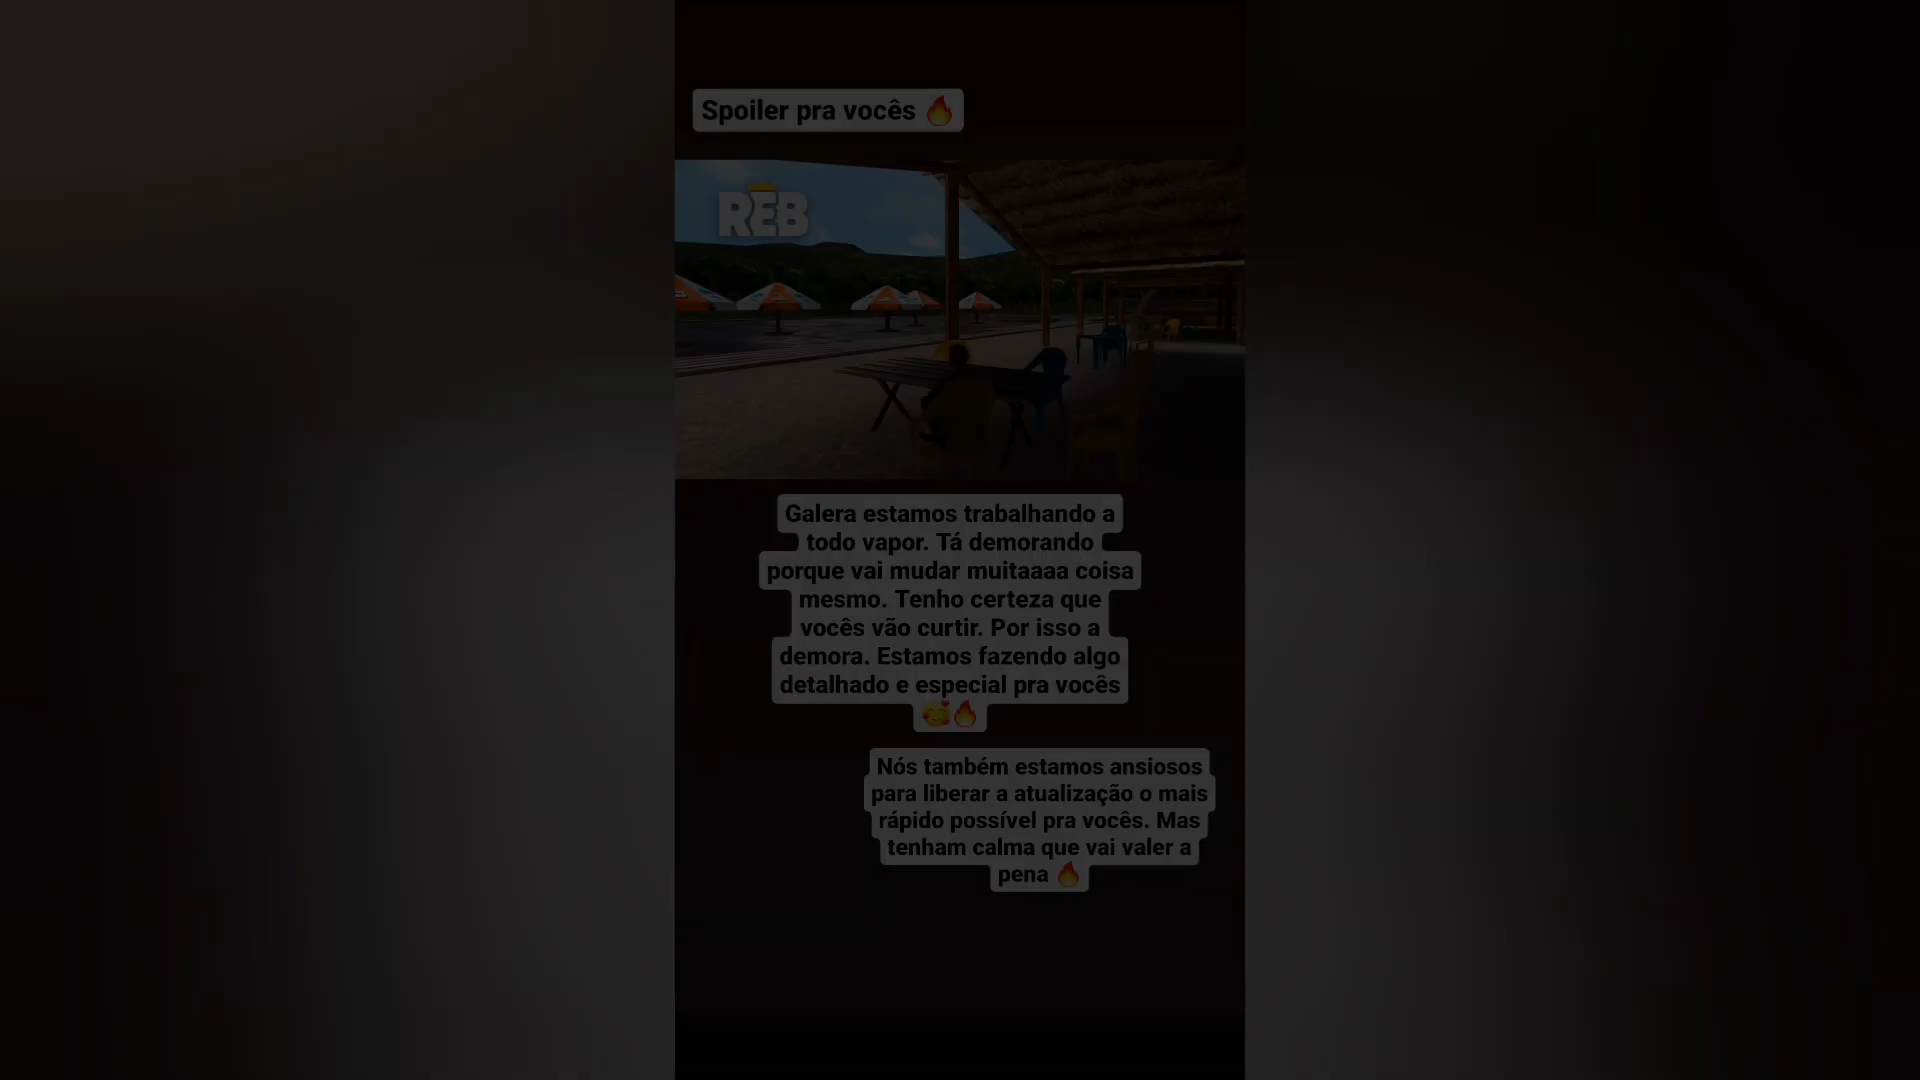 Spoiler pra vocês 🔥
REB
Galera estamos trabalhando a
todo vapor. Tá demorando
porque vai mudar muitaaaa coisa
mesmo. Tenho certeza que
vocês vão curtir. Por isso a
demora. Estamos fazendo algo
detalhado e especial pra vocês
🥰🔥
Nós também estamos ansiosos
para liberar a atualização o mais
rápido possível pra vocês. Mas
tenham calma que vai valer a
pena 🔥